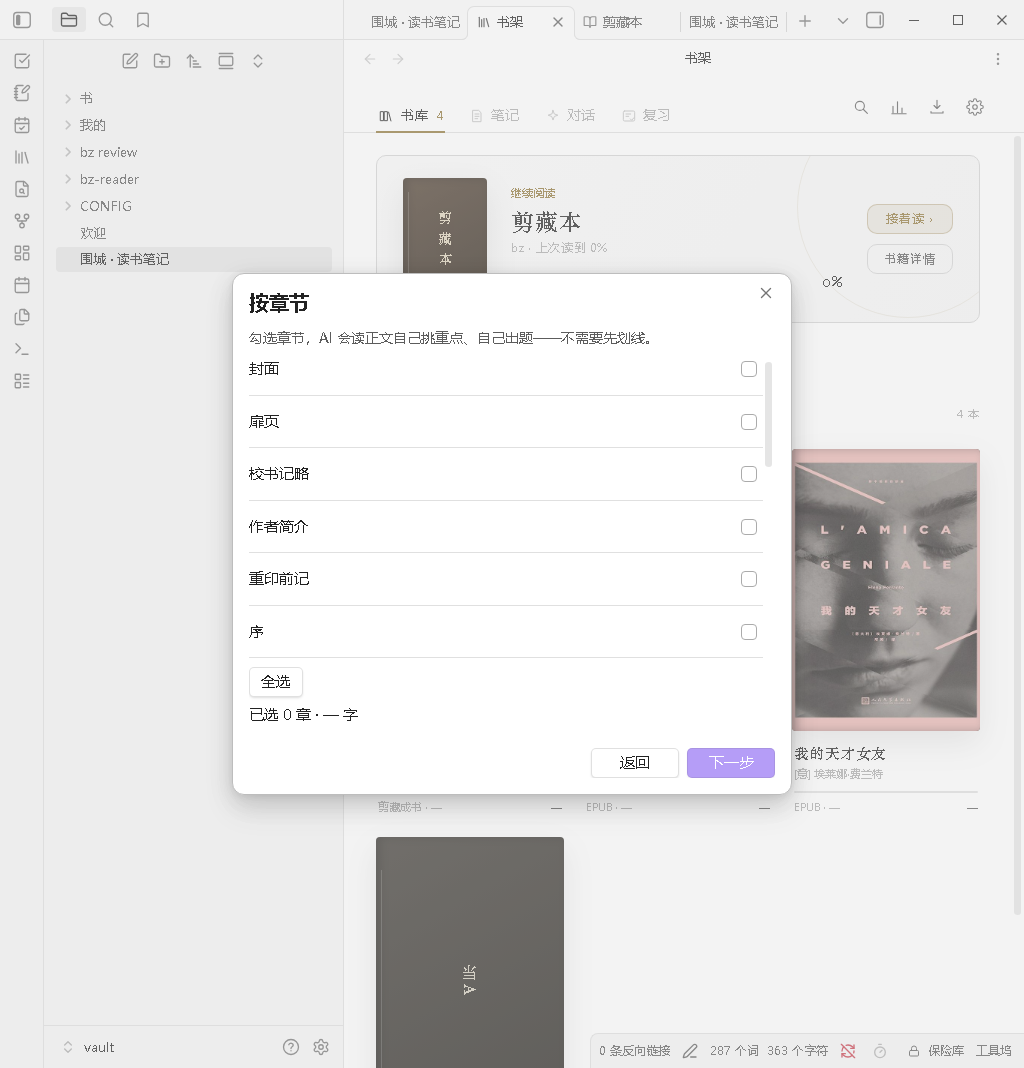 围城 · 读书笔记
书架
剪藏本
围城 · 读书笔记
书架
书
我的
bz review
bz-reader
CONFIG
欢迎
围城 · 读书笔记
书库 4
笔记
对话
复习
剪藏本
继续阅读
剪藏本
bz · 上次读到 0%
接着读 ›
书籍详情
0%
4 本
按章节
勾选章节，AI 会读正文自己挑重点、自己出题——不需要先划线。
封面
扉页
校书记略
作者简介
重印前记
序
全选
已选 0 章 · — 字
返回
下一步
L'AMICA
GENIALE
我的天才女友
我的天才女友
[意] 埃莱娜·费兰特
剪藏成书 · — —
EPUB · — —
EPUB · — —
当 A
vault
0 条反向链接
287 个词
363 个字符
保险库
工具坞